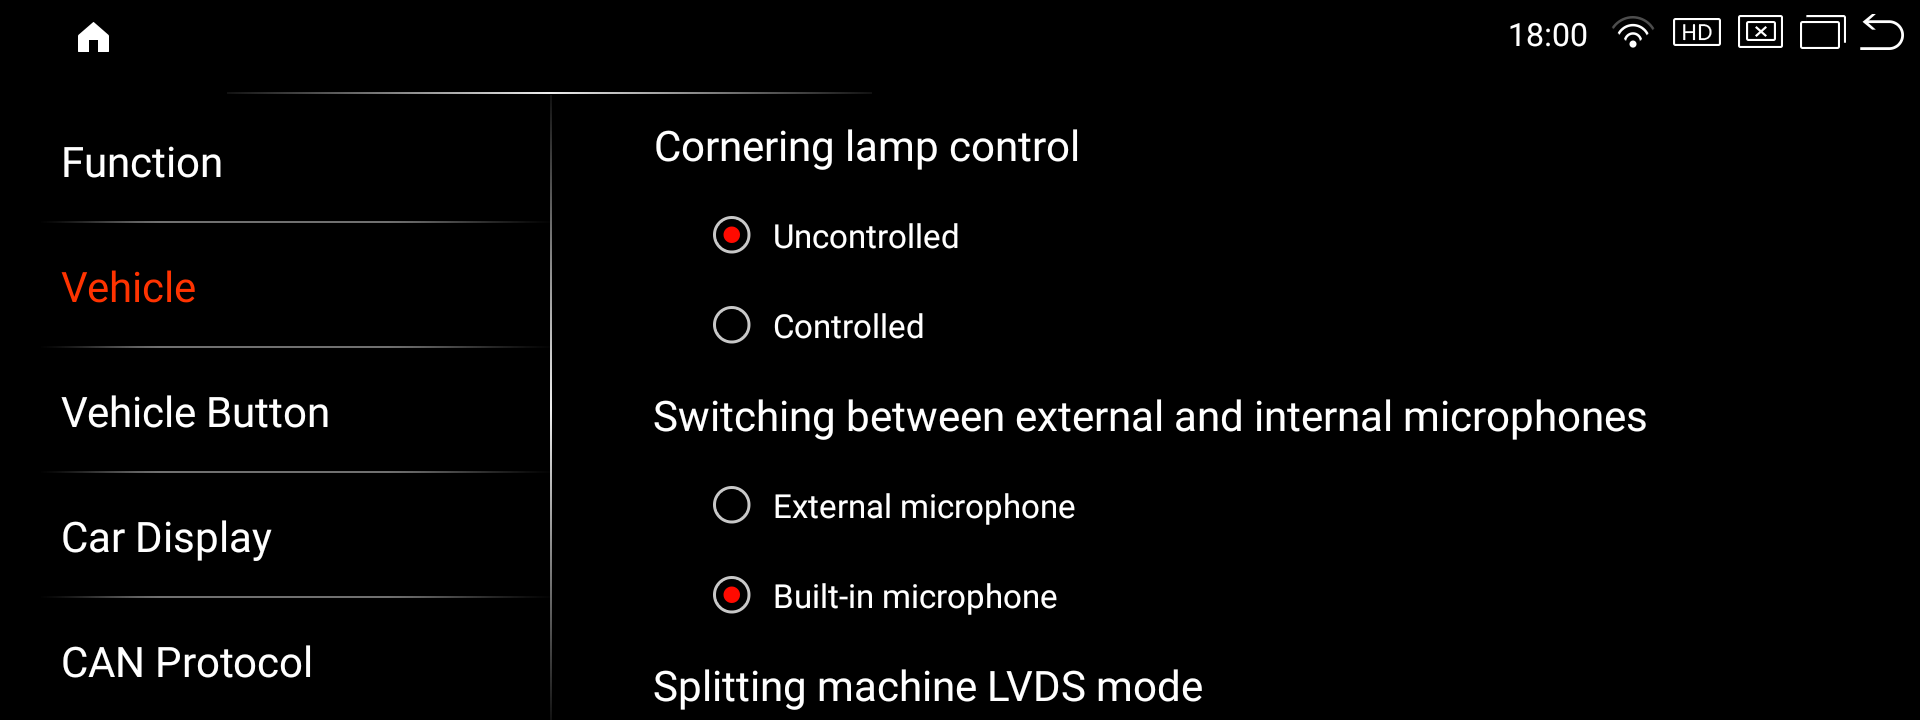 18:00 HD
Function
Vehicle
Vehicle Button
Car Display
CAN Protocol
Cornering lamp control
Uncontrolled
Controlled
Switching between external and internal microphones
External microphone
Built-in microphone
Splitting machine LVDS mode